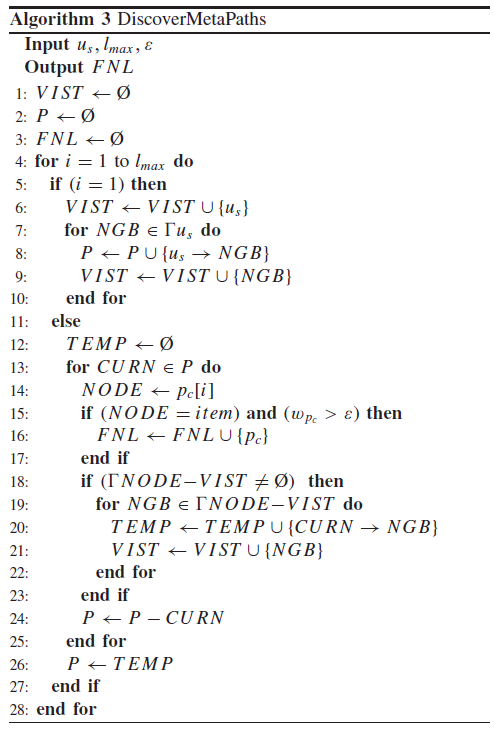 Algorithm 3 DiscoverMetaPaths
Input u_s, l_max, ε
Output FNL
1: VIST ← Ø
2: P ← Ø
3: FNL ← Ø
4: for i = 1 to l_max do
5: if (i = 1) then
6: VIST ← VIST ∪ {u_s}
7: for NGB ∈ Γu_s do
8: P ← P ∪ {u_s → NGB}
9: VIST ← VIST ∪ {NGB}
10: end for
11: else
12: TEMP ← Ø
13: for CURN ∈ P do
14: NODE ← p_c[i]
15: if (NODE = item) and (w_{p_c} > ε) then
16: FNL ← FNL ∪ {p_c}
17: end if
18: if (ΓNODE−VIST ≠ Ø) then
19: for NGB ∈ ΓNODE−VIST do
20: TEMP ← TEMP ∪ {CURN → NGB}
21: VIST ← VIST ∪ {NGB}
22: end for
23: end if
24: P ← P − CURN
25: end for
26: P ← TEMP
27: end if
28: end for